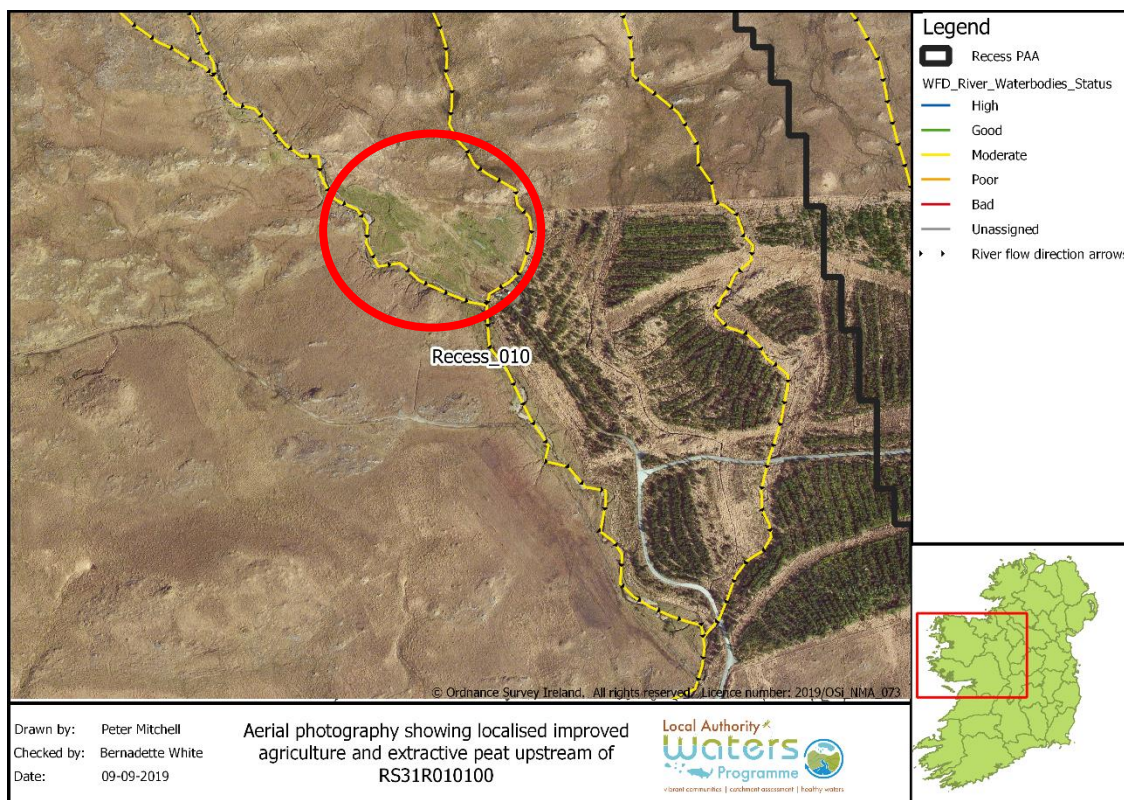 Recess_010
© Ordnance Survey Ireland. All rights reserved. Licence number: 2019/OSi_NMA_073
Legend
Recess PAA
WFD_River_Waterbodies_Status
High
Good
Moderate
Poor
Bad
Unassigned
River flow direction arrows
Drawn by: Peter Mitchell
Checked by: Bernadette White
Date: 09-09-2019
Aerial photography showing localised improved
agriculture and extractive peat upstream of
RS31R010100
Local Authority
Waters
Programme
vibrant communities | catchment assessment | healthy waters